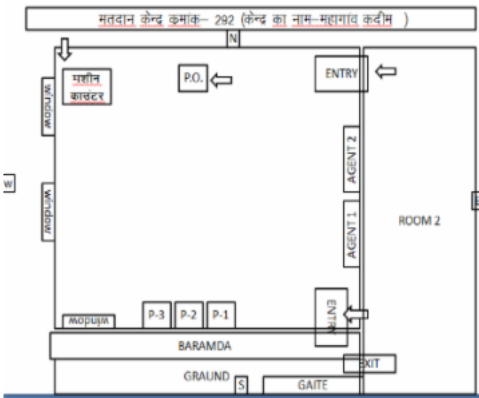 मतदान केन्द्र कमांक– 292 (केन्द्र का नाम–महागांव कदीम )
N
मशीन
काउंटर
P.O.
ENTRY
window
AGENT 2
W
window
AGENT 1
ROOM 2
window
P-3
P-2
P-1
ENTRY
BARAMDA
EXIT
GRAUND
S
GAITE